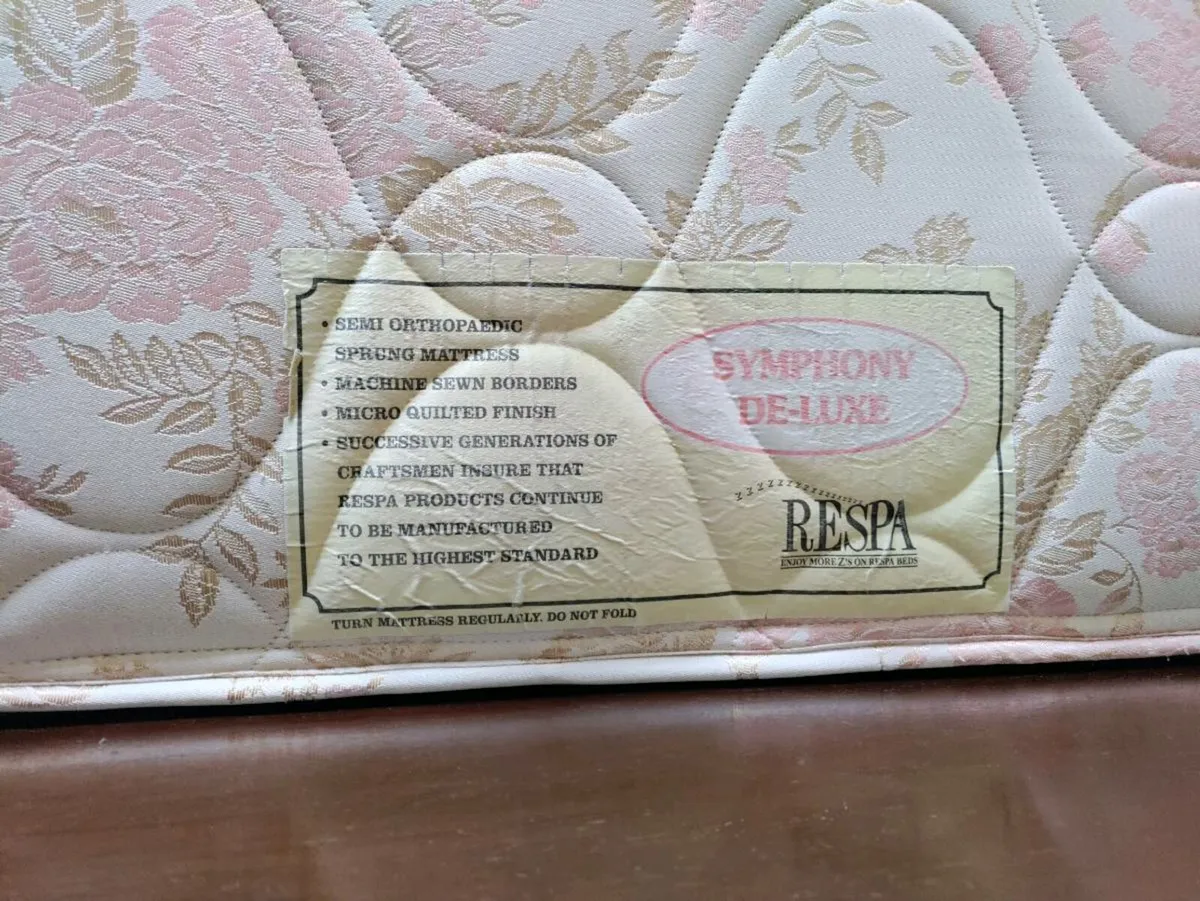 • SEMI ORTHOPAEDIC
SPRUNG MATTRESS
• MACHINE SEWN BORDERS
• MICRO QUILTED FINISH
• SUCCESSIVE GENERATIONS OF
CRAFTSMEN INSURE THAT
RESPA PRODUCTS CONTINUE
TO BE MANUFACTURED
TO THE HIGHEST STANDARD
SYMPHONY
DE-LUXE
ZZZZZZZZZZZZZZZZZZ
RESPA
ENJOY MORE Z'S ON RESPA BEDS
TURN MATTRESS REGULARLY. DO NOT FOLD